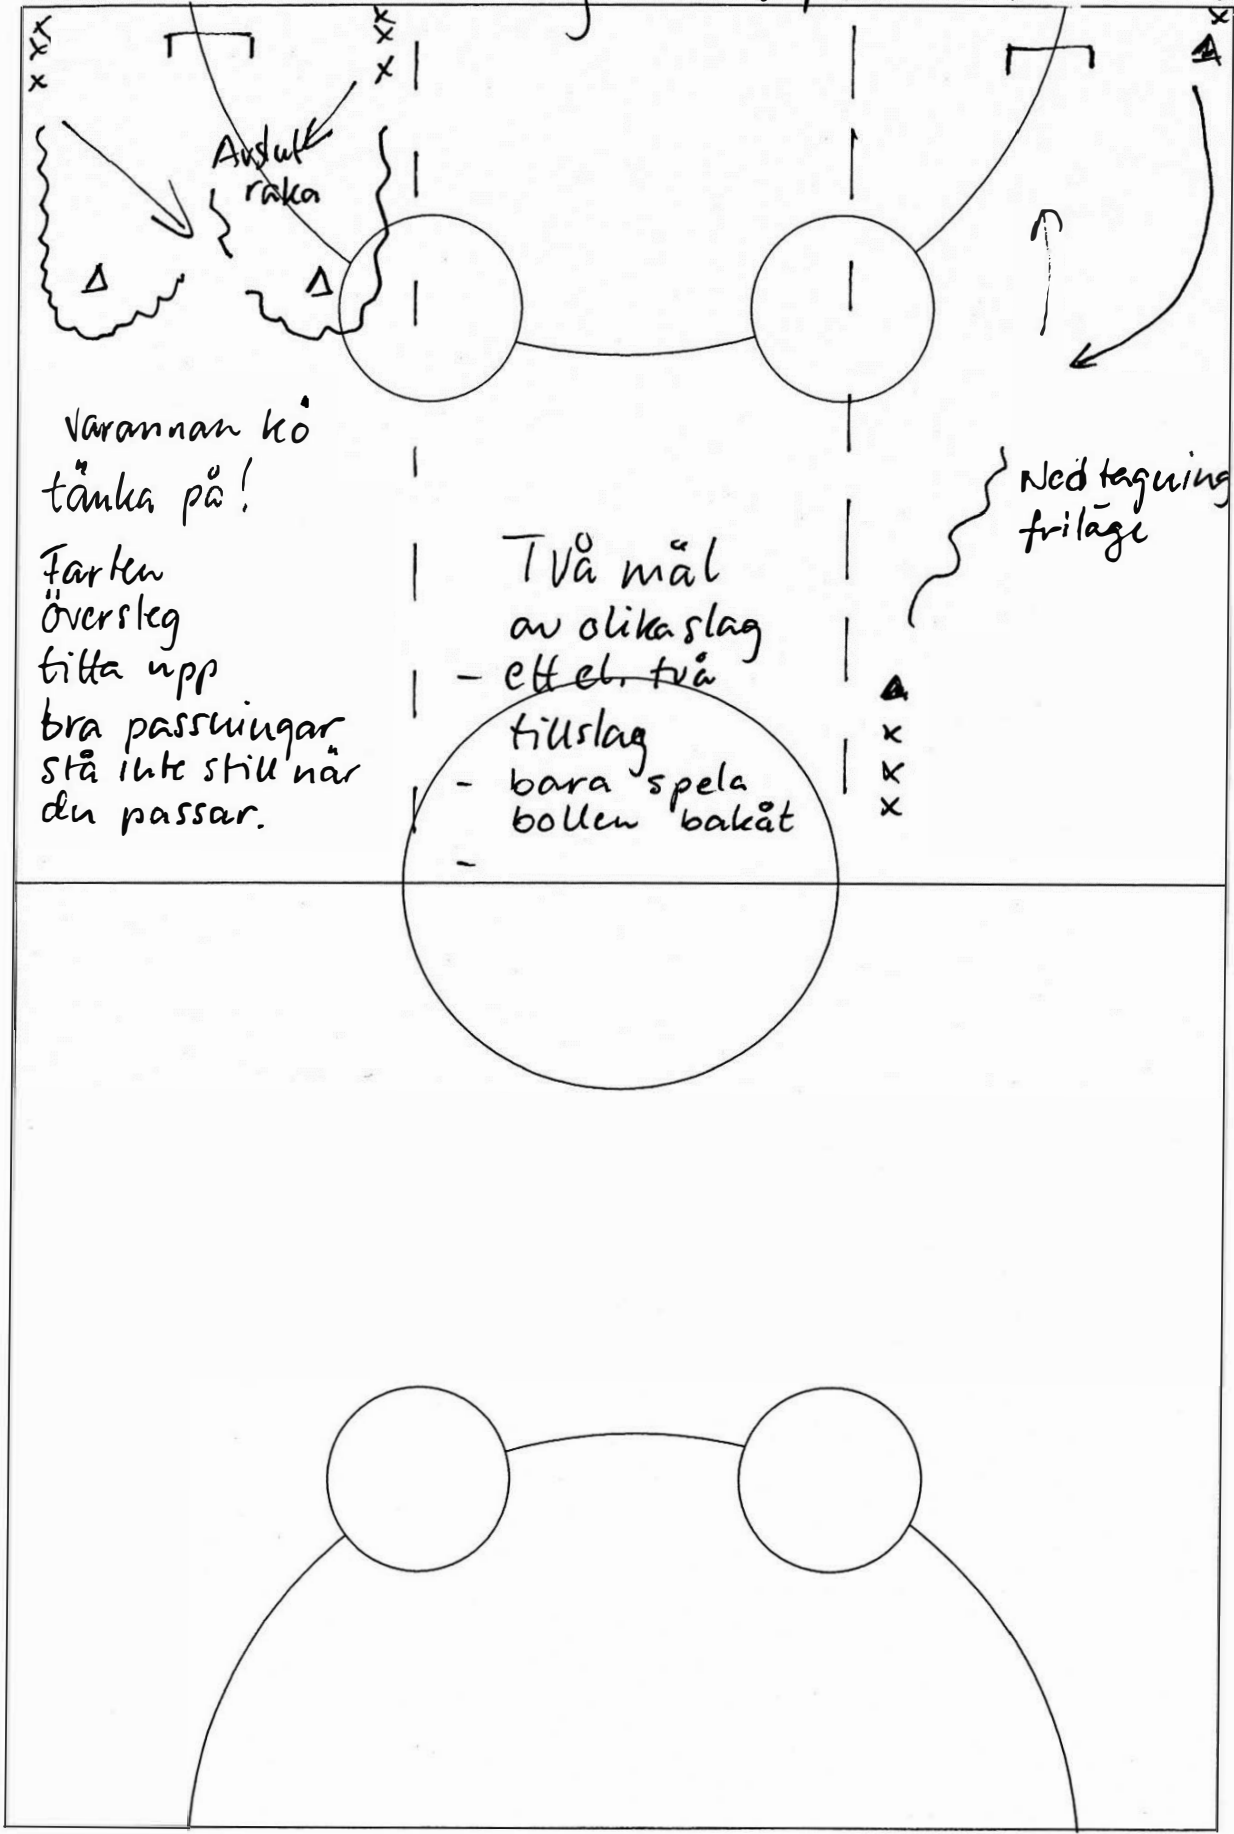 Avslut
raka
Varannan kö
tänka på!
Farten
översteg
titta upp
bra passningar
stå inte still när
du passar.
Två mål
av olika slag
- ett el. två
tillslag
- bara spela
bollen bakåt
-
Nedtagning
friläge